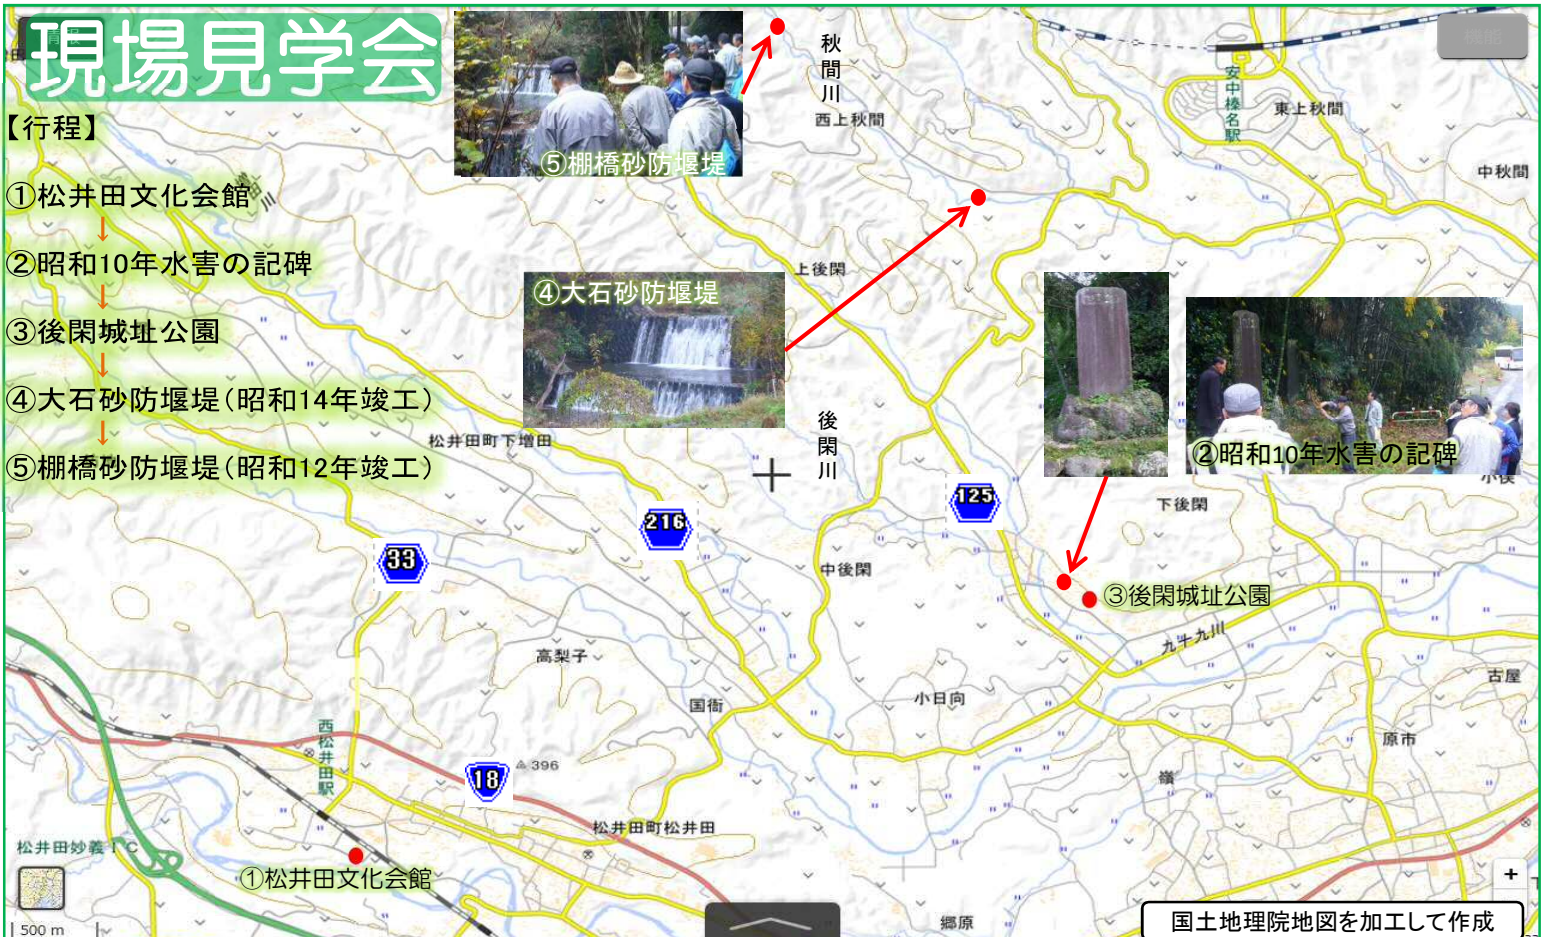 現場見学会
【行程】
①松井田文化会館
↓
②昭和10年水害の記碑
↓
③後閑城址公園
↓
④大石砂防堰堤(昭和14年竣工)
↓
⑤棚橋砂防堰堤(昭和12年竣工)
⑤棚橋砂防堰堤
秋間川
西上秋間
安中榛名駅
東上秋間
中秋間
上後閑
④大石砂防堰堤
後閑川
②昭和10年水害の記碑
松井田町下増田
125
下後閑
216
33
中後閑
③後閑城址公園
九十九川
高梨子
古屋
国衙
小日向
西松井田駅
原市
18
396
嶺
松井田町松井田
松井田妙義IC
①松井田文化会館
+
郷原
国土地理院地図を加工して作成
500 m